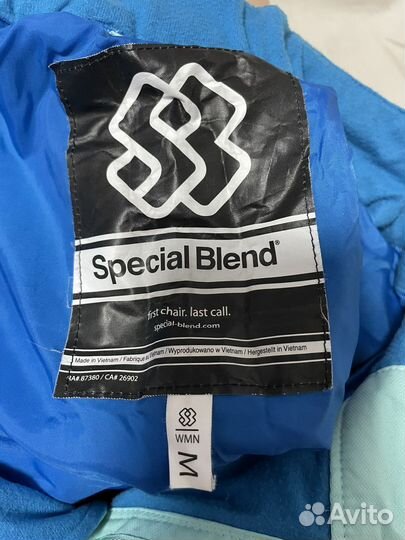 Special Blend®
first chair. last call.
special-blend.com
Made in Vietnam / Fabriqué au Vietnam / Wyprodukowano w Vietnam / Hergestellt in Vietnam
RA# 87380 / CA# 26902
WMN
M
Avito